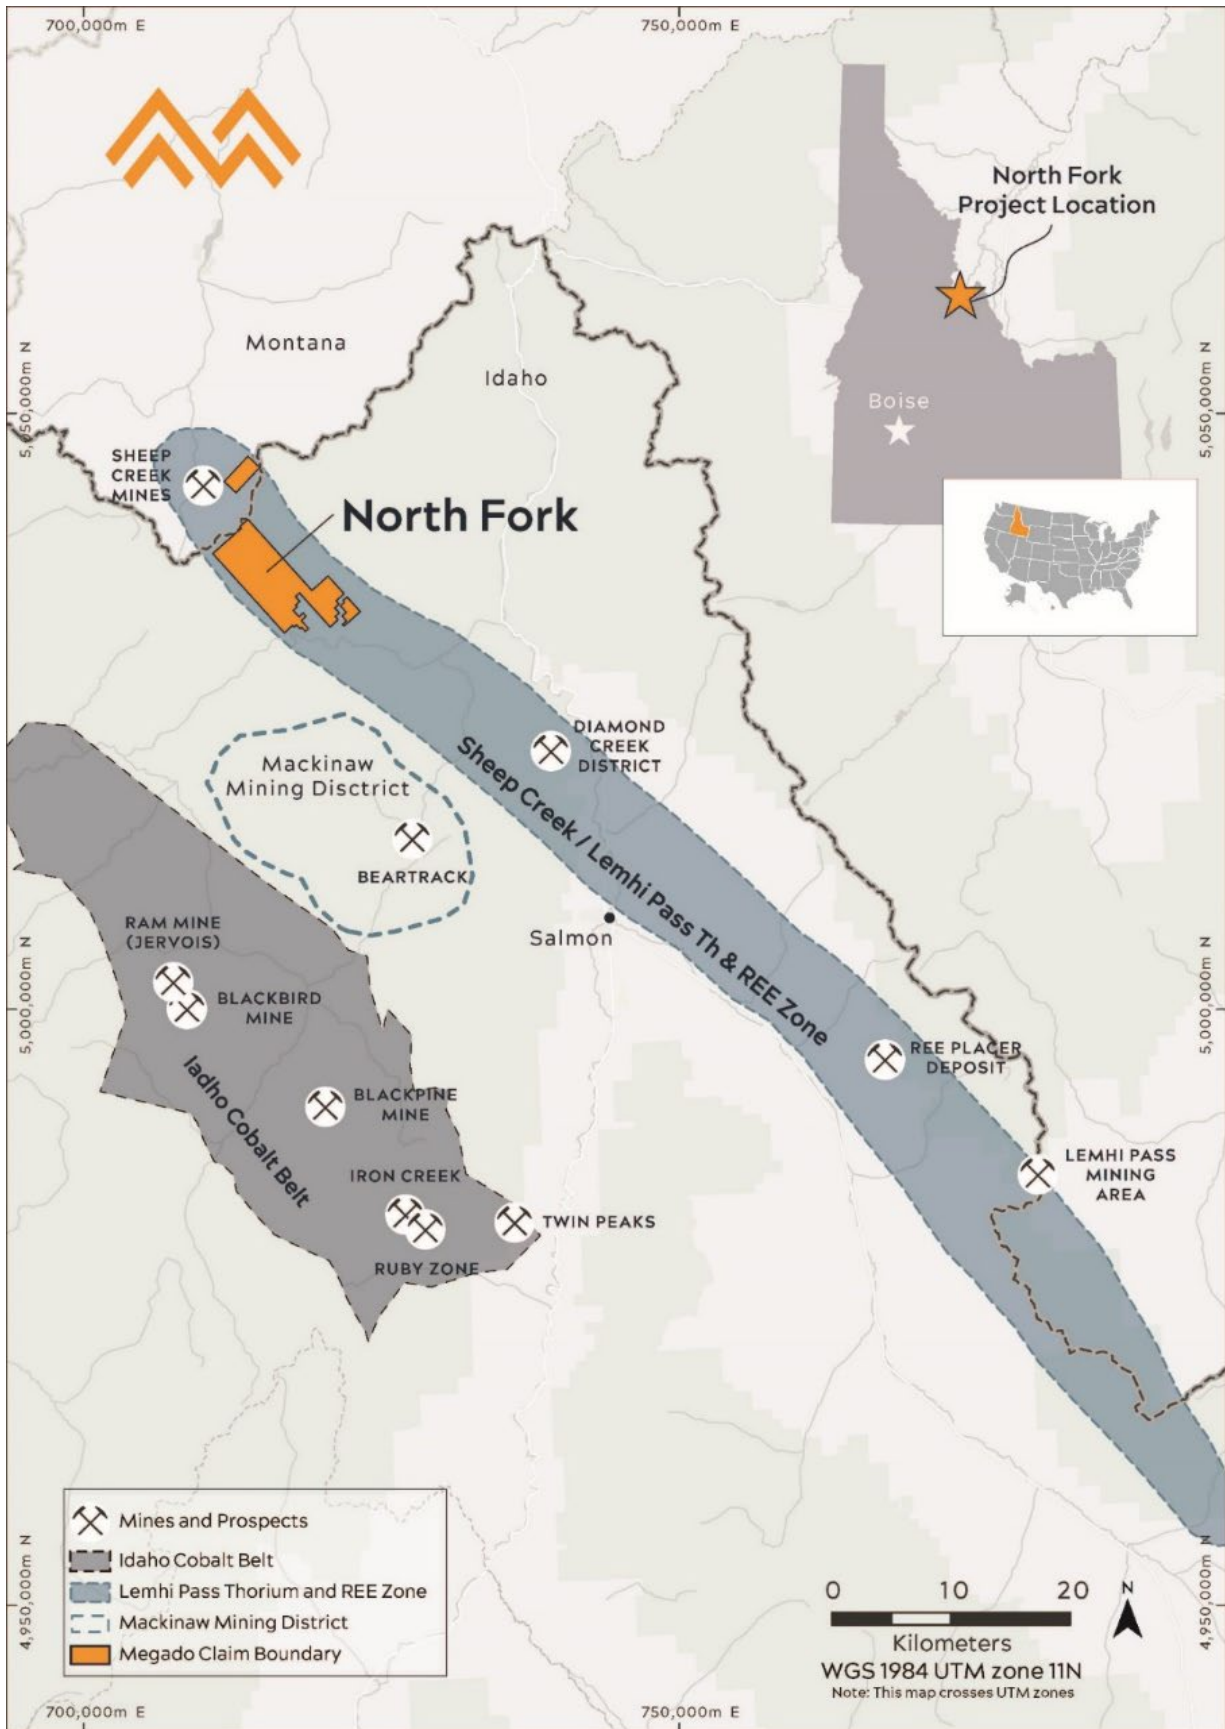 700,000m E
750,000m E
North Fork
Project Location
Montana
Idaho
5,050,000m N
5,050,000m N
Boise
SHEEP
CREEK
MINES
North Fork
DIAMOND
CREEK
DISTRICT
Mackinaw
Mining Disctrict
BEARTRACK
Sheep Creek / Lemhi Pass Th & REE Zone
Salmon
RAM MINE
(JERVOIS)
BLACKBIRD
MINE
5,000,000m N
5,000,000m N
REE PLACER
DEPOSIT
Iadho Cobalt Belt
BLACKPINE
MINE
IRON CREEK
LEMHI PASS
MINING
AREA
TWIN PEAKS
RUBY ZONE
Mines and Prospects
Idaho Cobalt Belt
Lemhi Pass Thorium and REE Zone
Mackinaw Mining District
Megado Claim Boundary
4,950,000m N
4,950,000m N
0 10 20
N
Kilometers
WGS 1984 UTM zone 11N
Note: This map crosses UTM zones
700,000m E
750,000m E